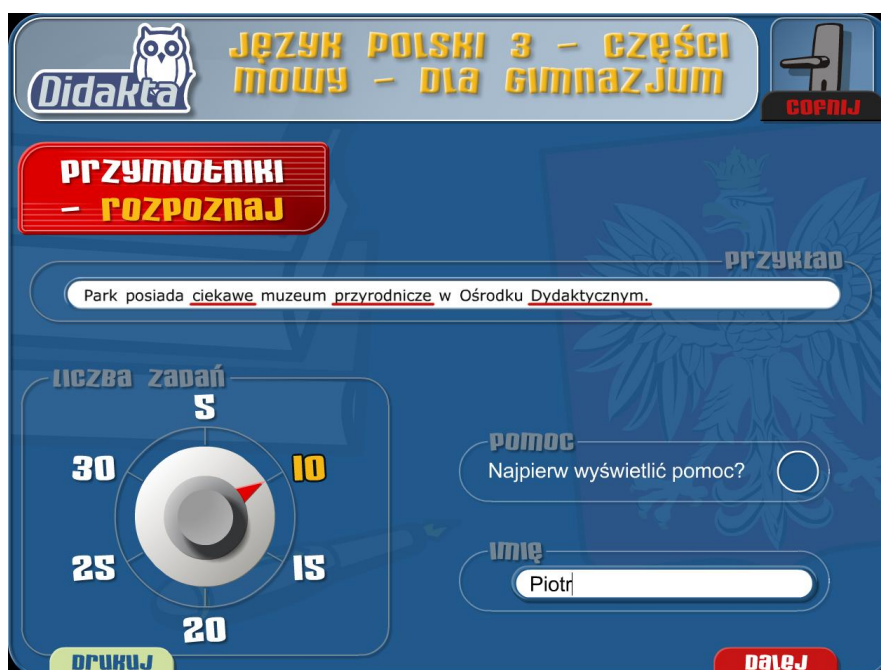 Didakta
Język polski 3 - części
mowy - dla gimnazjum
cofnij
przymiotniki
- rozpoznaj
przykład
Park posiada ciekawe muzeum przyrodnicze w Ośrodku Dydaktycznym.
liczba zadań
5
30
10
25
15
20
pomoc
Najpierw wyświetlić pomoc?
imię
Piotr
drukuj
dalej